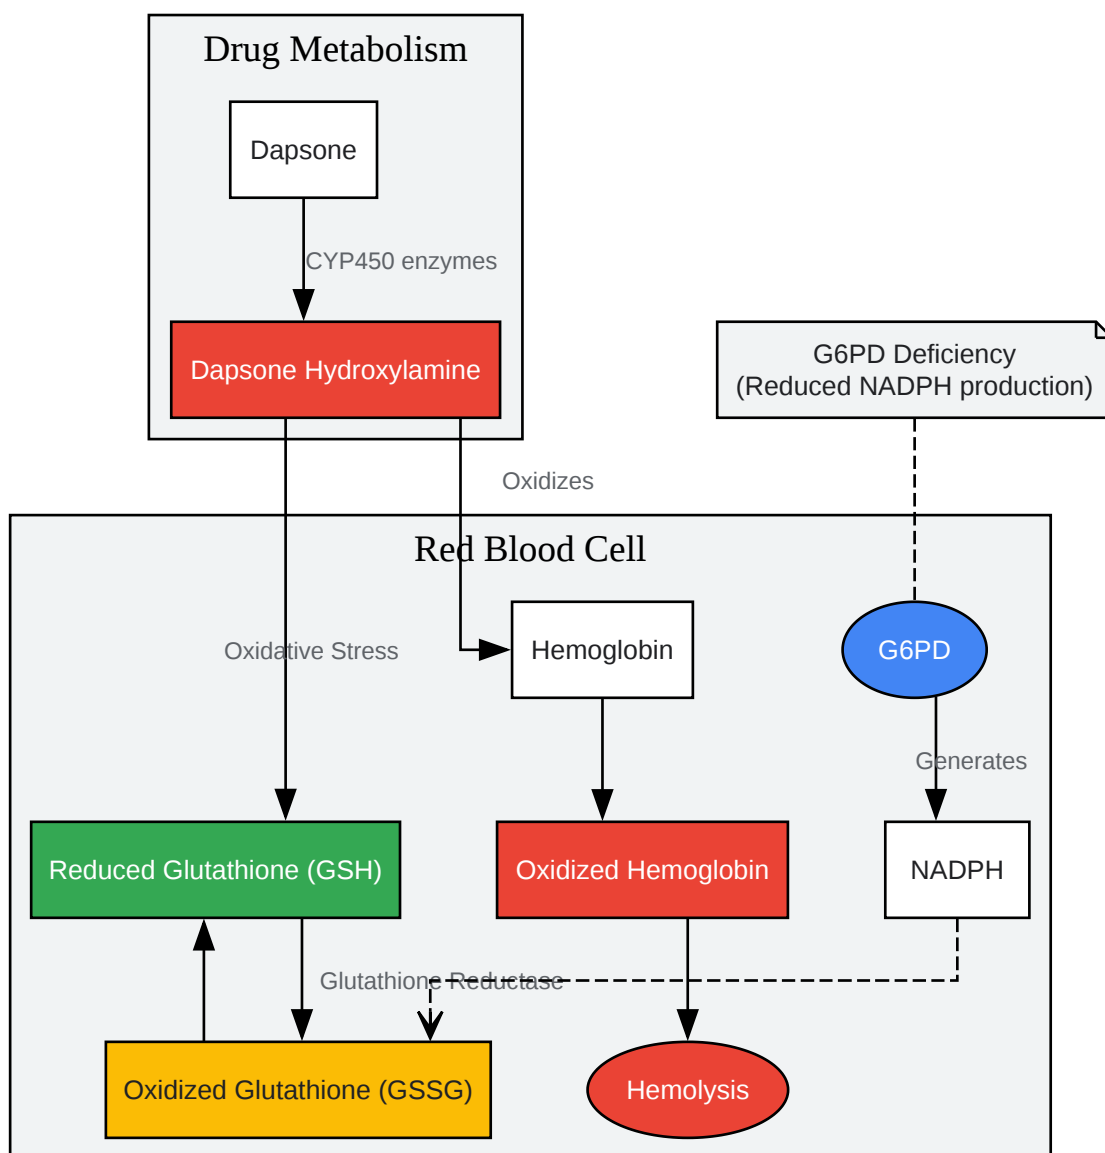 Drug Metabolism
Dapsone
CYP450 enzymes
Dapsone Hydroxylamine
G6PD Deficiency
(Reduced NADPH production)
Oxidizes
Red Blood Cell
Oxidative Stress
Hemoglobin
G6PD
Generates
Reduced Glutathione (GSH)
Oxidized Hemoglobin
NADPH
Glutathione Reductase
Oxidized Glutathione (GSSG)
Hemolysis